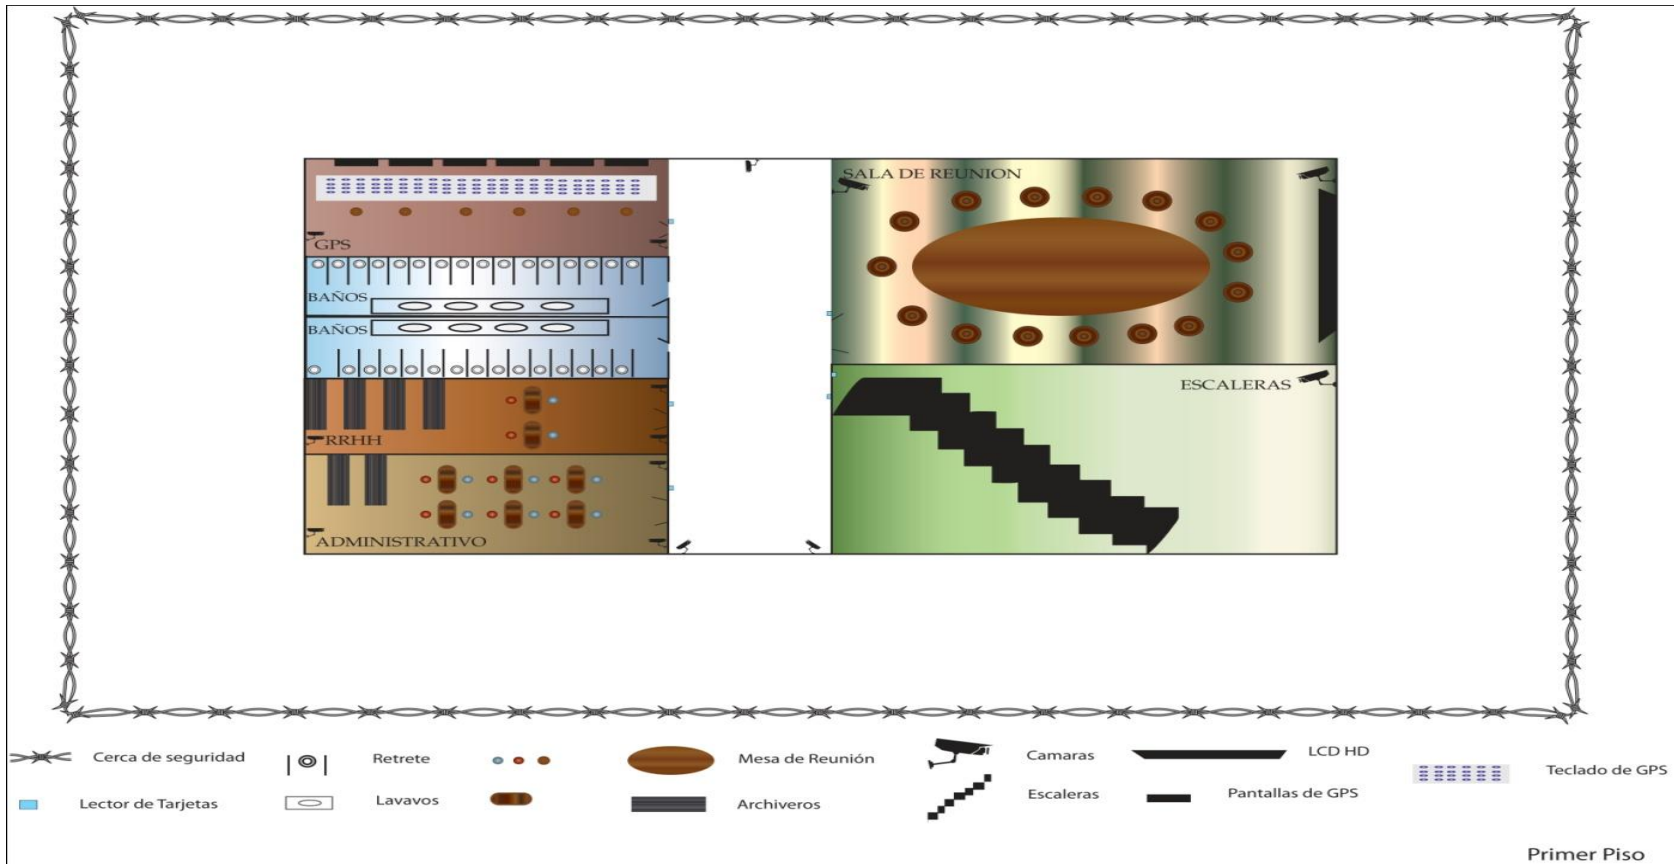 SALA DE REUNION
GPS
BAÑOS
BAÑOS
ESCALERAS
RRHH
ADMINISTRATIVO
Cerca de seguridad
Retrete
Mesa de Reunión
Camaras
LCD HD
Teclado de GPS
Lector de Tarjetas
Lavavos
Archiveros
Escaleras
Pantallas de GPS
Primer Piso